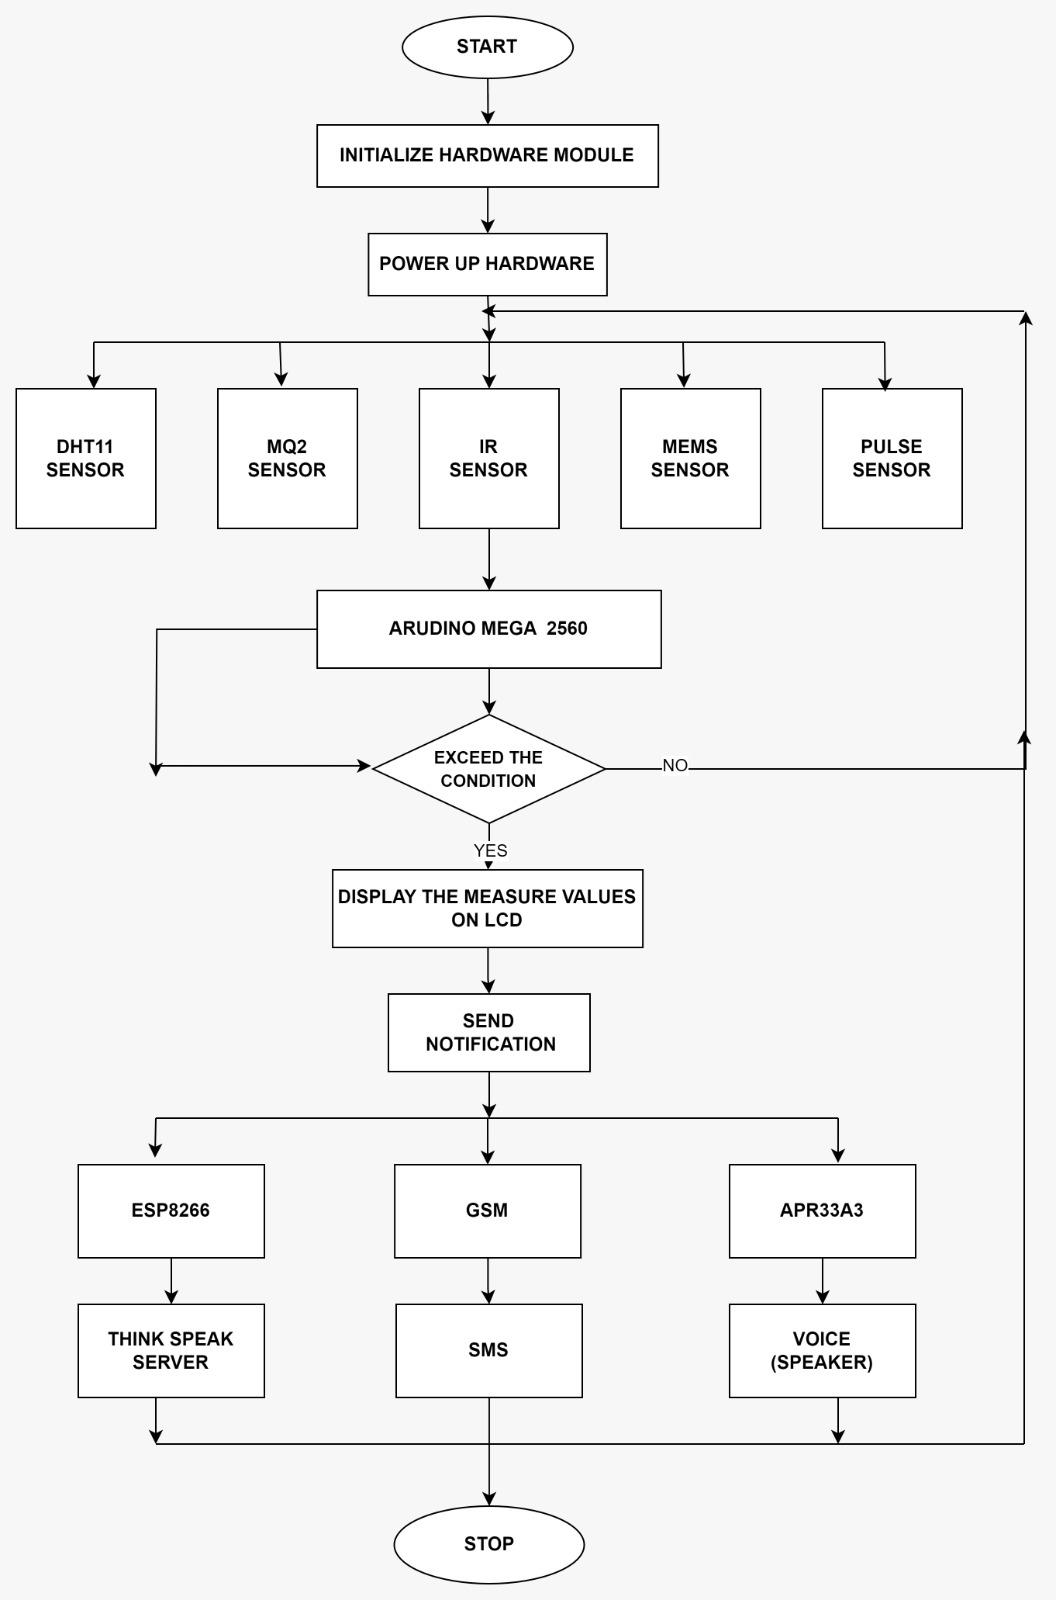 START
INITIALIZE HARDWARE MODULE
POWER UP HARDWARE
DHT11
SENSOR
MQ2
SENSOR
IR
SENSOR
MEMS
SENSOR
PULSE
SENSOR
ARUDINO MEGA  2560
EXCEED THE
CONDITION
NO
YES
DISPLAY THE MEASURE VALUES
ON LCD
SEND
NOTIFICATION
ESP8266
GSM
APR33A3
THINK SPEAK
SERVER
SMS
VOICE
(SPEAKER)
STOP